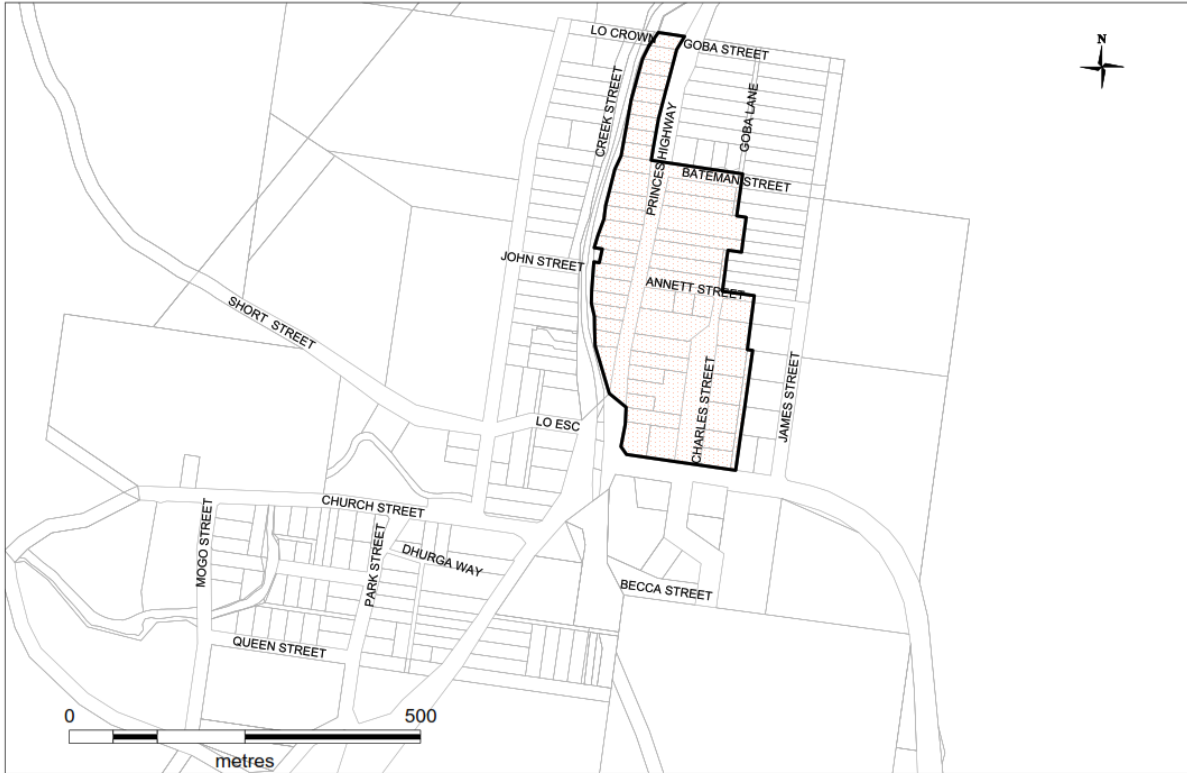 LO CROWN
GOBA STREET
N
CREEK STREET
PRINCES HIGHWAY
GOBA LANE
BATEMAN STREET
JOHN STREET
ANNETT STREET
SHORT STREET
JAMES STREET
CHARLES STREET
LO ESC
CHURCH STREET
MOGO STREET
PARK STREET
DHURGA WAY
BECCA STREET
QUEEN STREET
0 500
metres